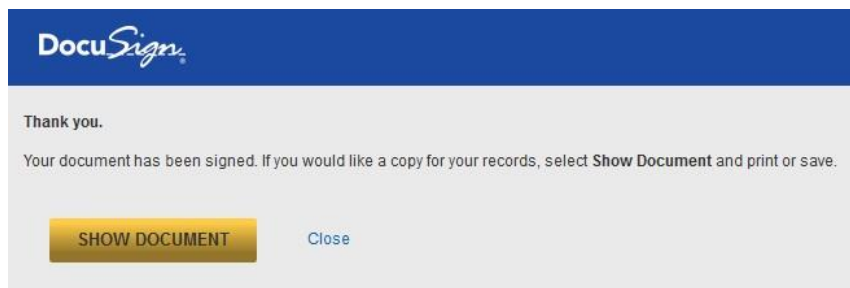 DocuSign®
Thank you.
Your document has been signed. If you would like a copy for your records, select Show Document and print or save.
SHOW DOCUMENT Close